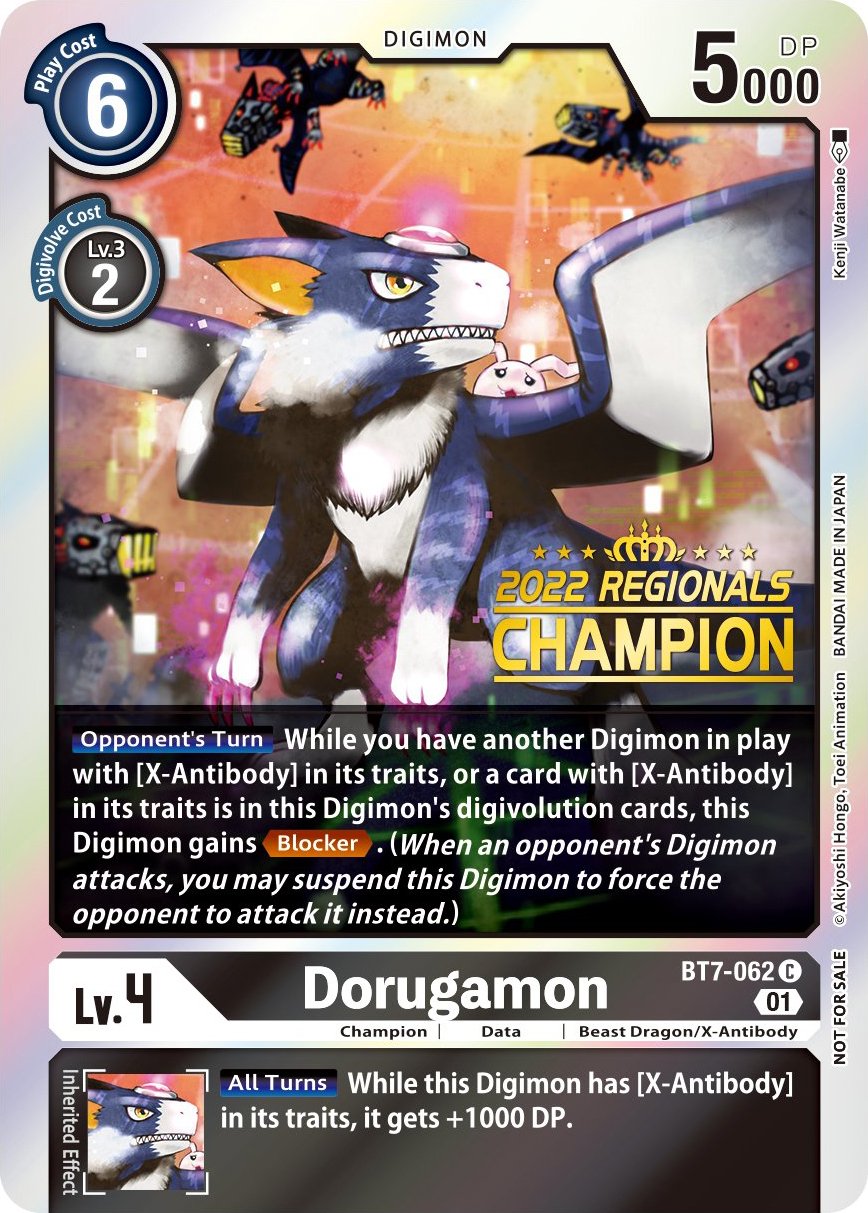 Play Cost
6
DIGIMON
DP
5000
Digivolve Cost
Lv.3
2
Kenji Watanabe
2022 REGIONALS
CHAMPION
Opponent's Turn While you have another Digimon in play
with [X-Antibody] in its traits, or a card with [X-Antibody]
in its traits is in this Digimon's digivolution cards, this
Digimon gains Blocker . (When an opponent's Digimon
attacks, you may suspend this Digimon to force the
opponent to attack it instead.)
©Akiyoshi Hongo, Toei Animation BANDAI MADE IN JAPAN
NOT FOR SALE
Lv.4
Dorugamon
BT7-062 C
01
Champion | Data | Beast Dragon/X-Antibody
Inherited Effect
All Turns While this Digimon has [X-Antibody]
in its traits, it gets +1000 DP.